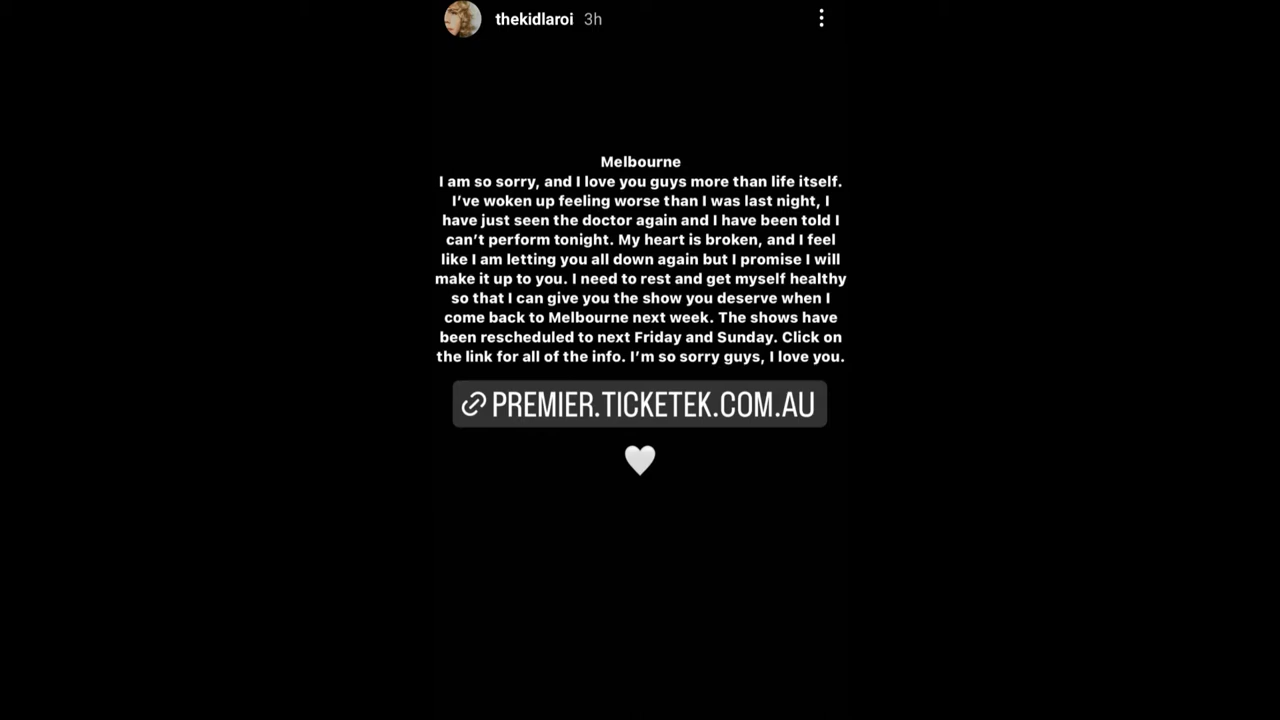 thekidlaroi 3h
Melbourne
I am so sorry, and I love you guys more than life itself.
I’ve woken up feeling worse than I was last night, I
have just seen the doctor again and I have been told I
can’t perform tonight. My heart is broken, and I feel
like I am letting you all down again but I promise I will
make it up to you. I need to rest and get myself healthy
so that I can give you the show you deserve when I
come back to Melbourne next week. The shows have
been rescheduled to next Friday and Sunday. Click on
the link for all of the info. I’m so sorry guys, I love you.
PREMIER.TICKETEK.COM.AU